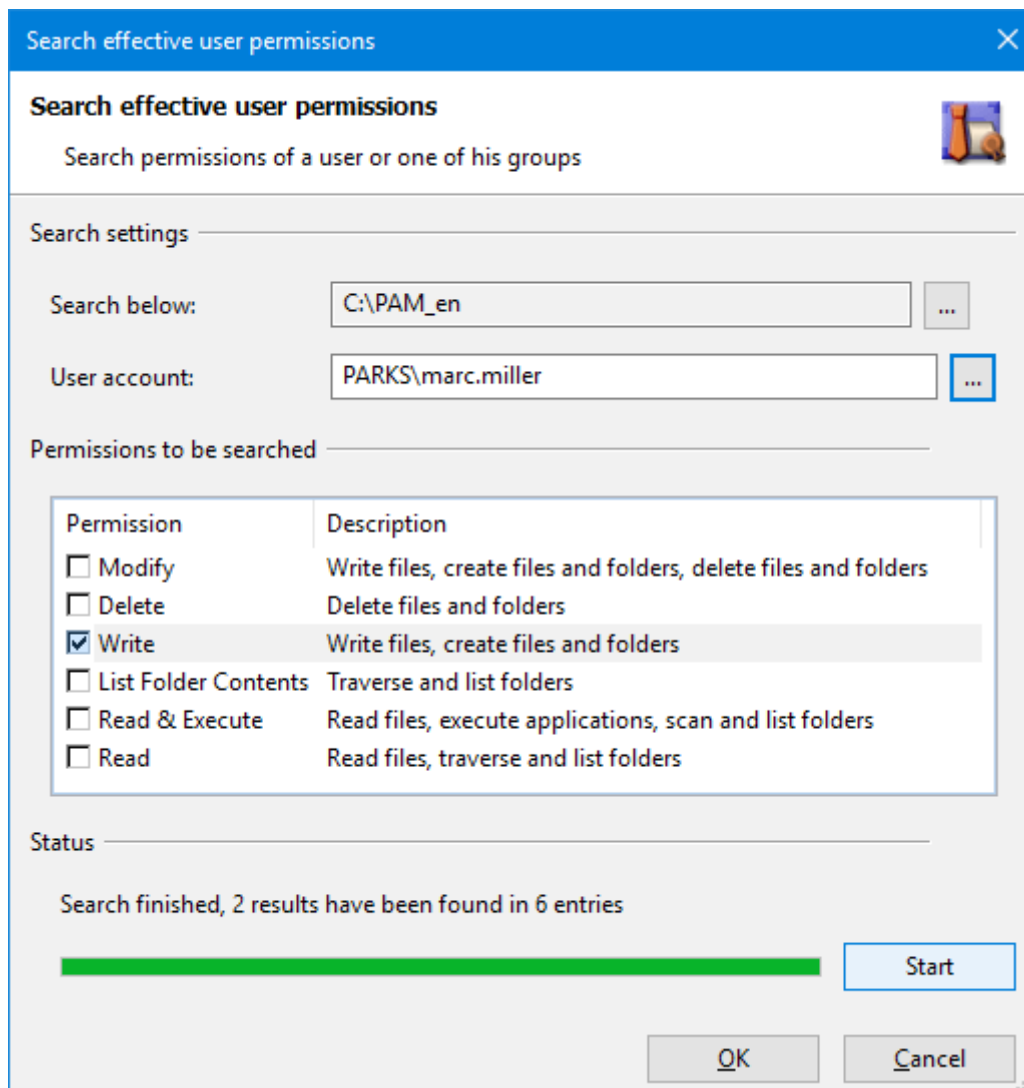 Search effective user permissions
Search effective user permissions
Search permissions of a user or one of his groups
Search settings
Search below: C:\PAM_en ...
User account: PARKS\marc.miller ...
Permissions to be searched
Permission Description
Modify Write files, create files and folders, delete files and folders
Delete Delete files and folders
Write Write files, create files and folders
List Folder Contents Traverse and list folders
Read & Execute Read files, execute applications, scan and list folders
Read Read files, traverse and list folders
Status
Search finished, 2 results have been found in 6 entries
Start
OK Cancel